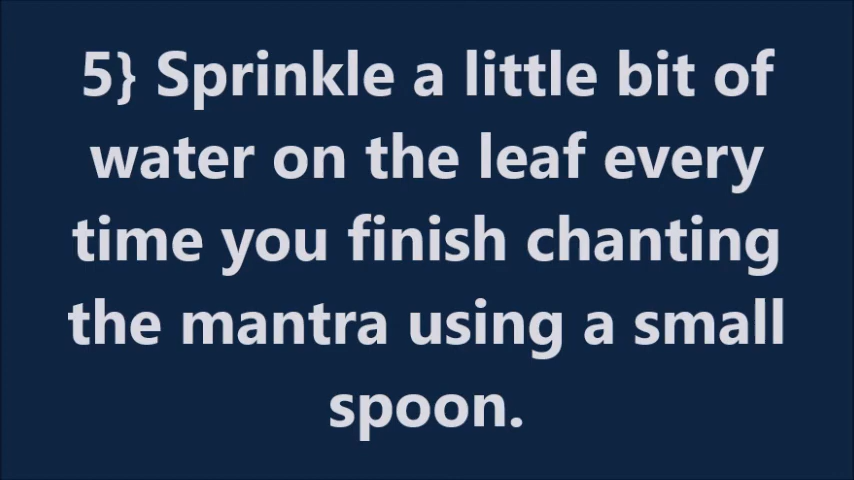 5} Sprinkle a little bit of
water on the leaf every
time you finish chanting
the mantra using a small
spoon.